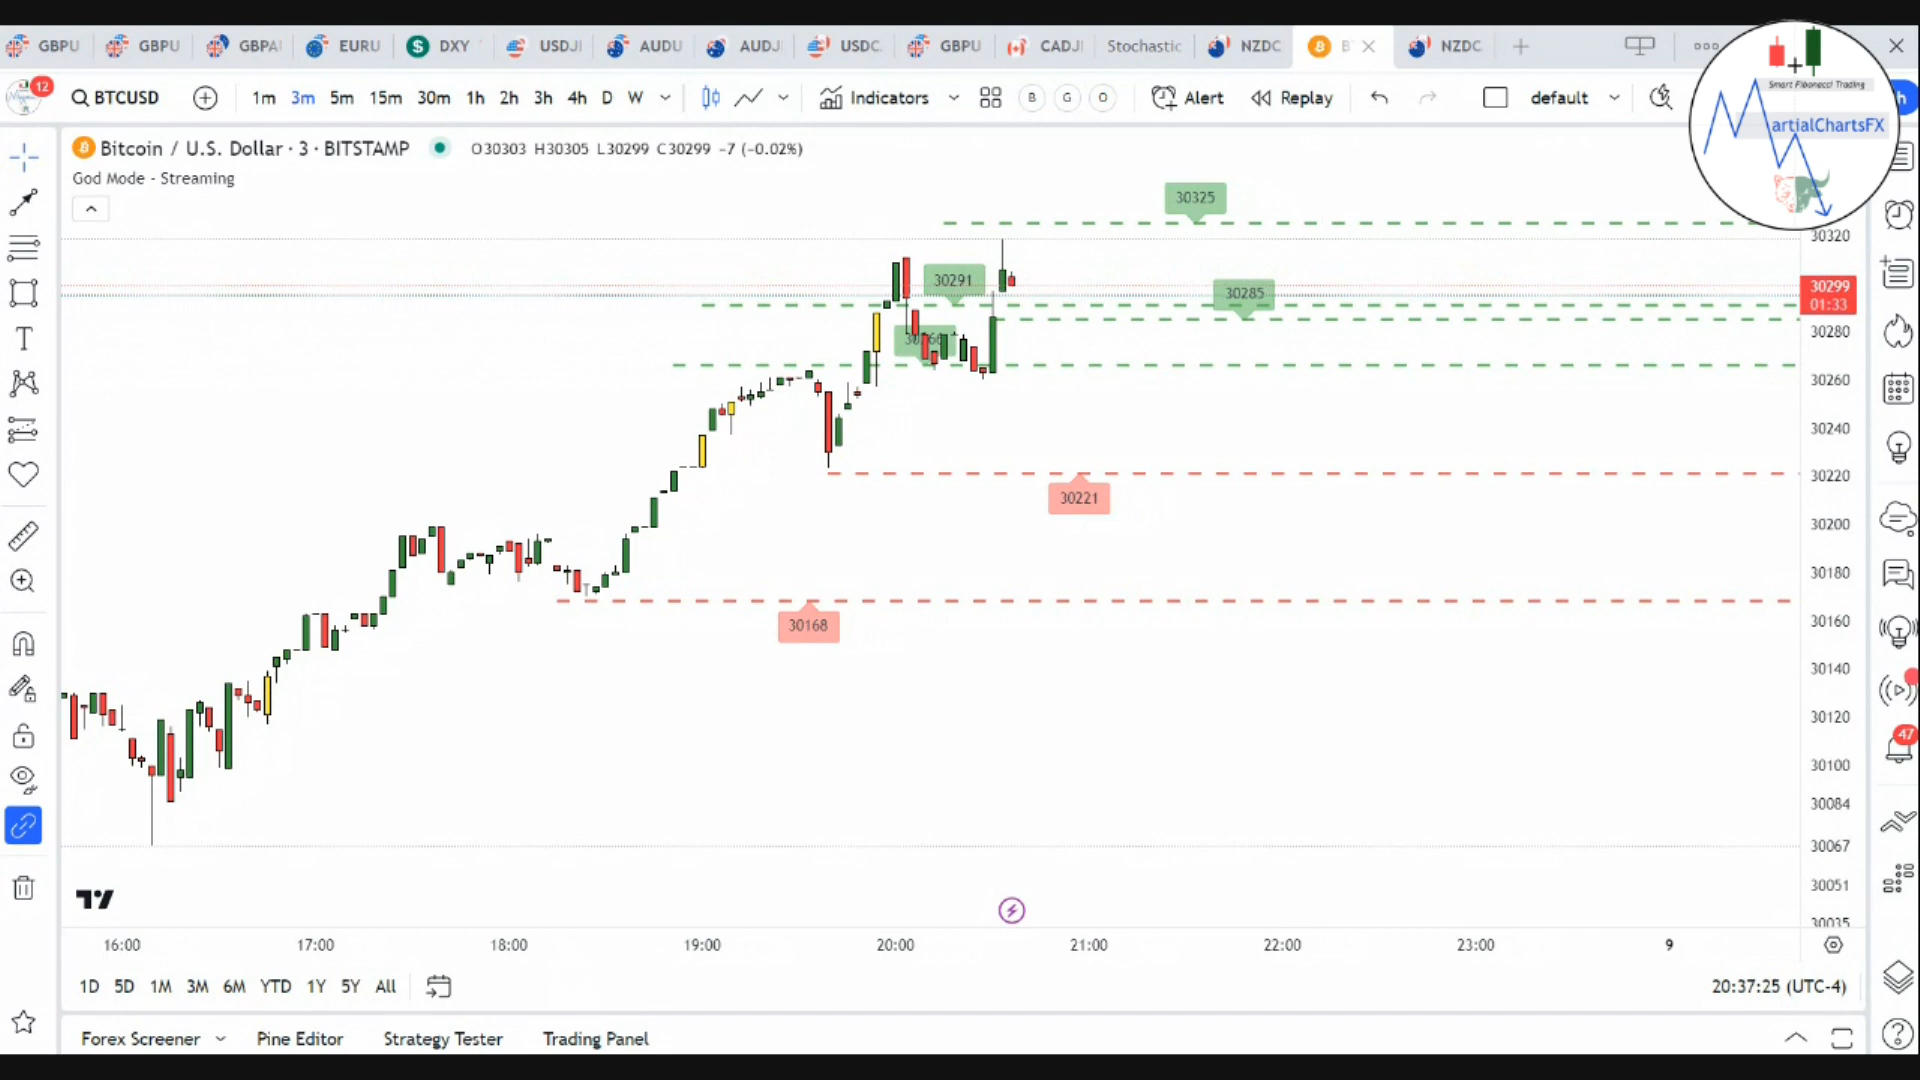 GBPU GBPU GBPA EURU DXY USDJ AUDU AUDJ USDC GBPU CADJ Stochastic NZDC B NZDC
12 BTCUSD 1m 3m 5m 15m 30m 1h 2h 3h 4h D W Indicators B G O Alert Replay default
Smart Fibonacci Trading
artialChartsFX
Bitcoin / U.S. Dollar · 3 · BITSTAMP O30303 H30305 L30299 C30299 −7 (−0.02%)
God Mode - Streaming
30325
30291
30285
30221
30168
30320
30299
01:33
30280
30260
30240
30220
30200
30180
30160
30140
30120
30100
30084
30067
30051
30035
47
16:00 17:00 18:00 19:00 20:00 21:00 22:00 23:00 9
1D 5D 1M 3M 6M YTD 1Y 5Y All 20:37:25 (UTC-4)
Forex Screener Pine Editor Strategy Tester Trading Panel